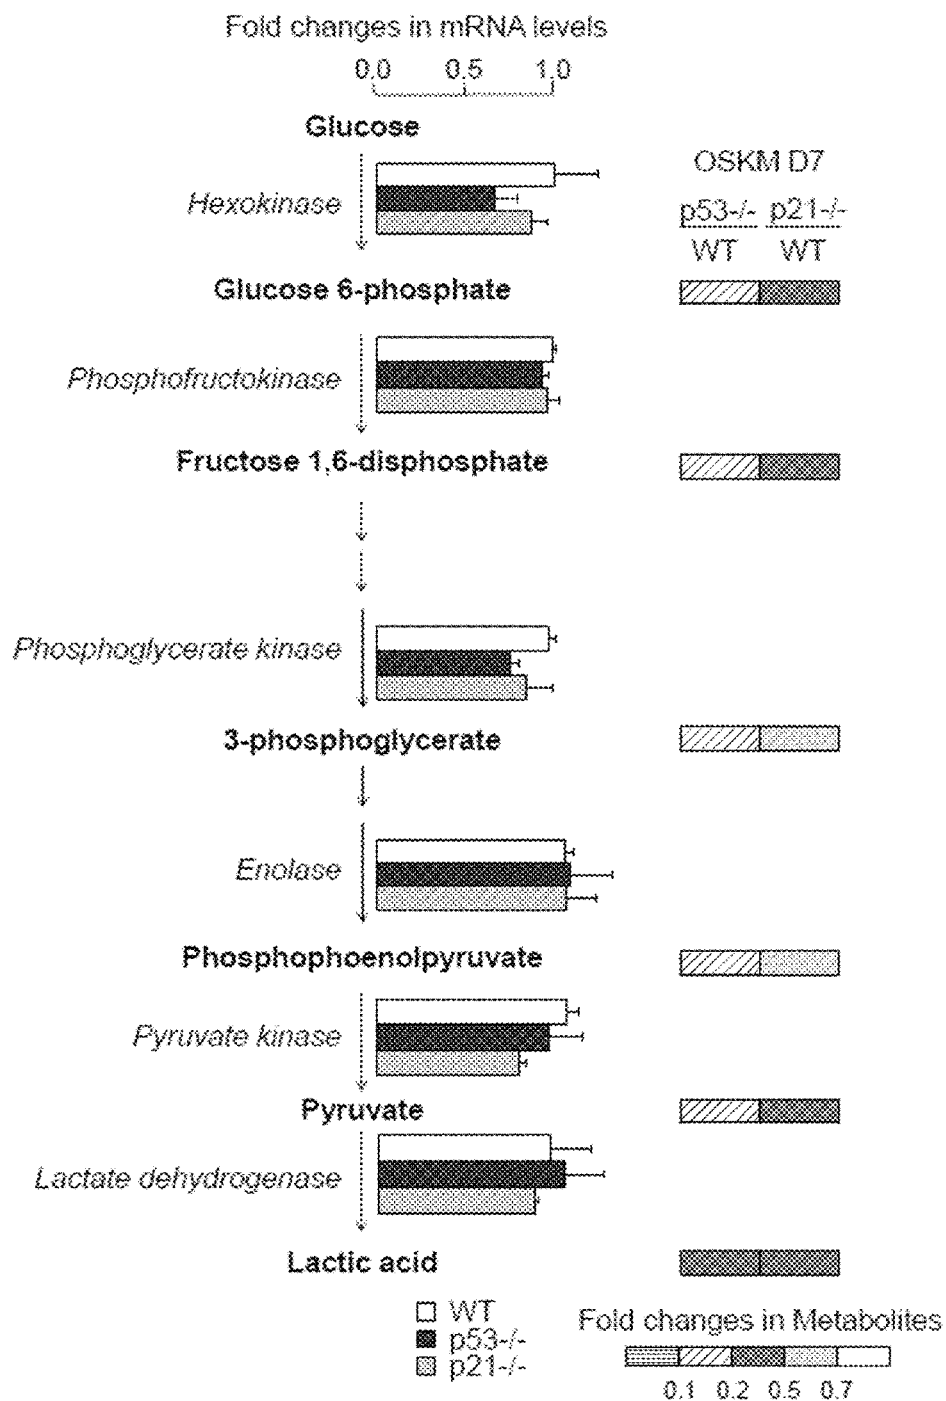 Fold changes in mRNA levels
0.0 0.5 1.0
Glucose
OSKM D7
Hexokinase
p53-/- p21-/-
WT WT
Glucose 6-phosphate
Phosphofructokinase
Fructose 1,6-disphosphate
Phosphoglycerate kinase
3-phosphoglycerate
Enolase
Phosphophoenolpyruvate
Pyruvate kinase
Pyruvate
Lactate dehydrogenase
Lactic acid
WT
p53-/-
p21-/-
Fold changes in Metabolites
0.1 0.2 0.5 0.7